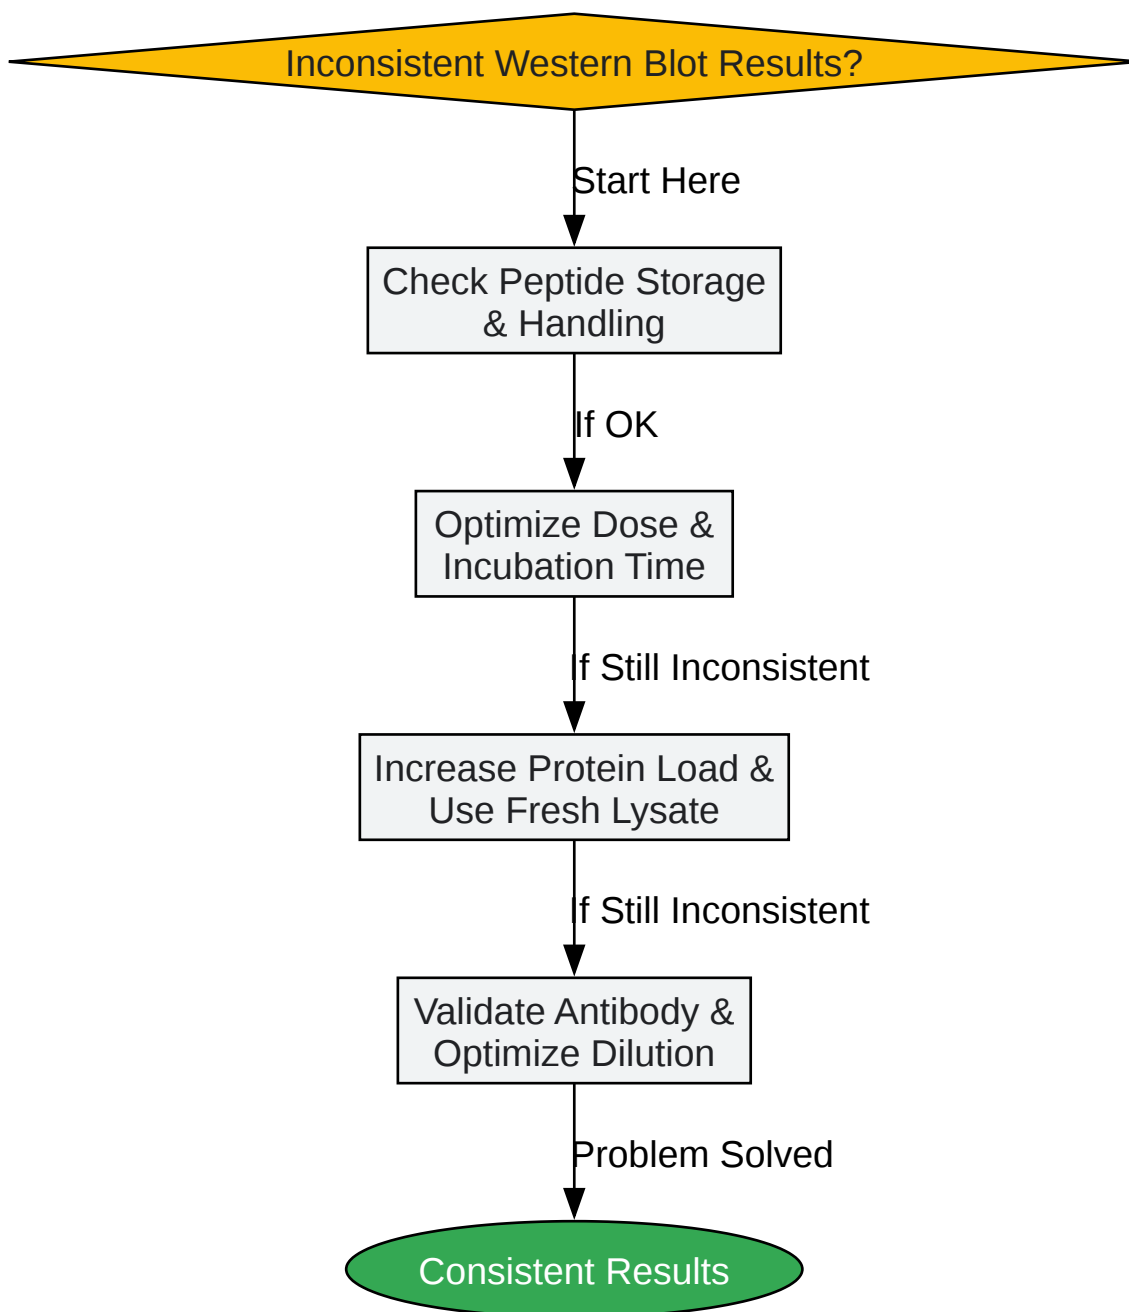 Inconsistent Western Blot Results?
Start Here
Check Peptide Storage
& Handling
If OK
Optimize Dose &
Incubation Time
If Still Inconsistent
Increase Protein Load &
Use Fresh Lysate
If Still Inconsistent
Validate Antibody &
Optimize Dilution
Problem Solved
Consistent Results